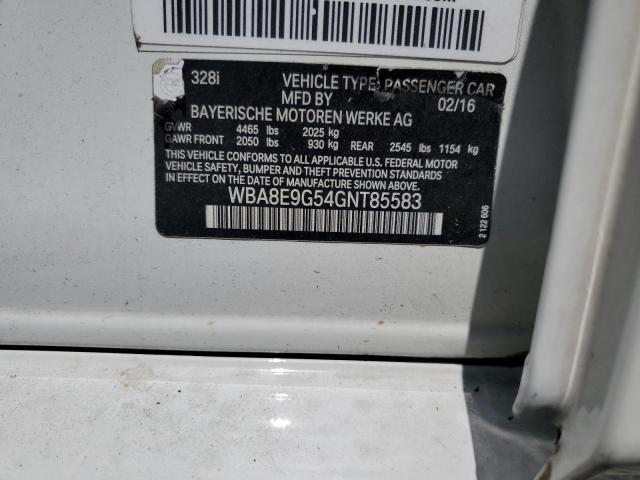 328i VEHICLE TYPE: PASSENGER CAR
MFD BY 02/16
BAYERISCHE MOTOREN WERKE AG
GVWR 4465 lbs 2025 kg
GAWR FRONT 2050 lbs 930 kg REAR 2545 lbs 1154 kg
THIS VEHICLE CONFORMS TO ALL APPLICABLE U.S. FEDERAL MOTOR
VEHICLE SAFETY, BUMPER AND THEFT PREVENTION STANDARDS
IN EFFECT ON THE DATE OF MANUFACTURE SHOWN ABOVE.
WBA8E9G54GNT85583
2 122 606